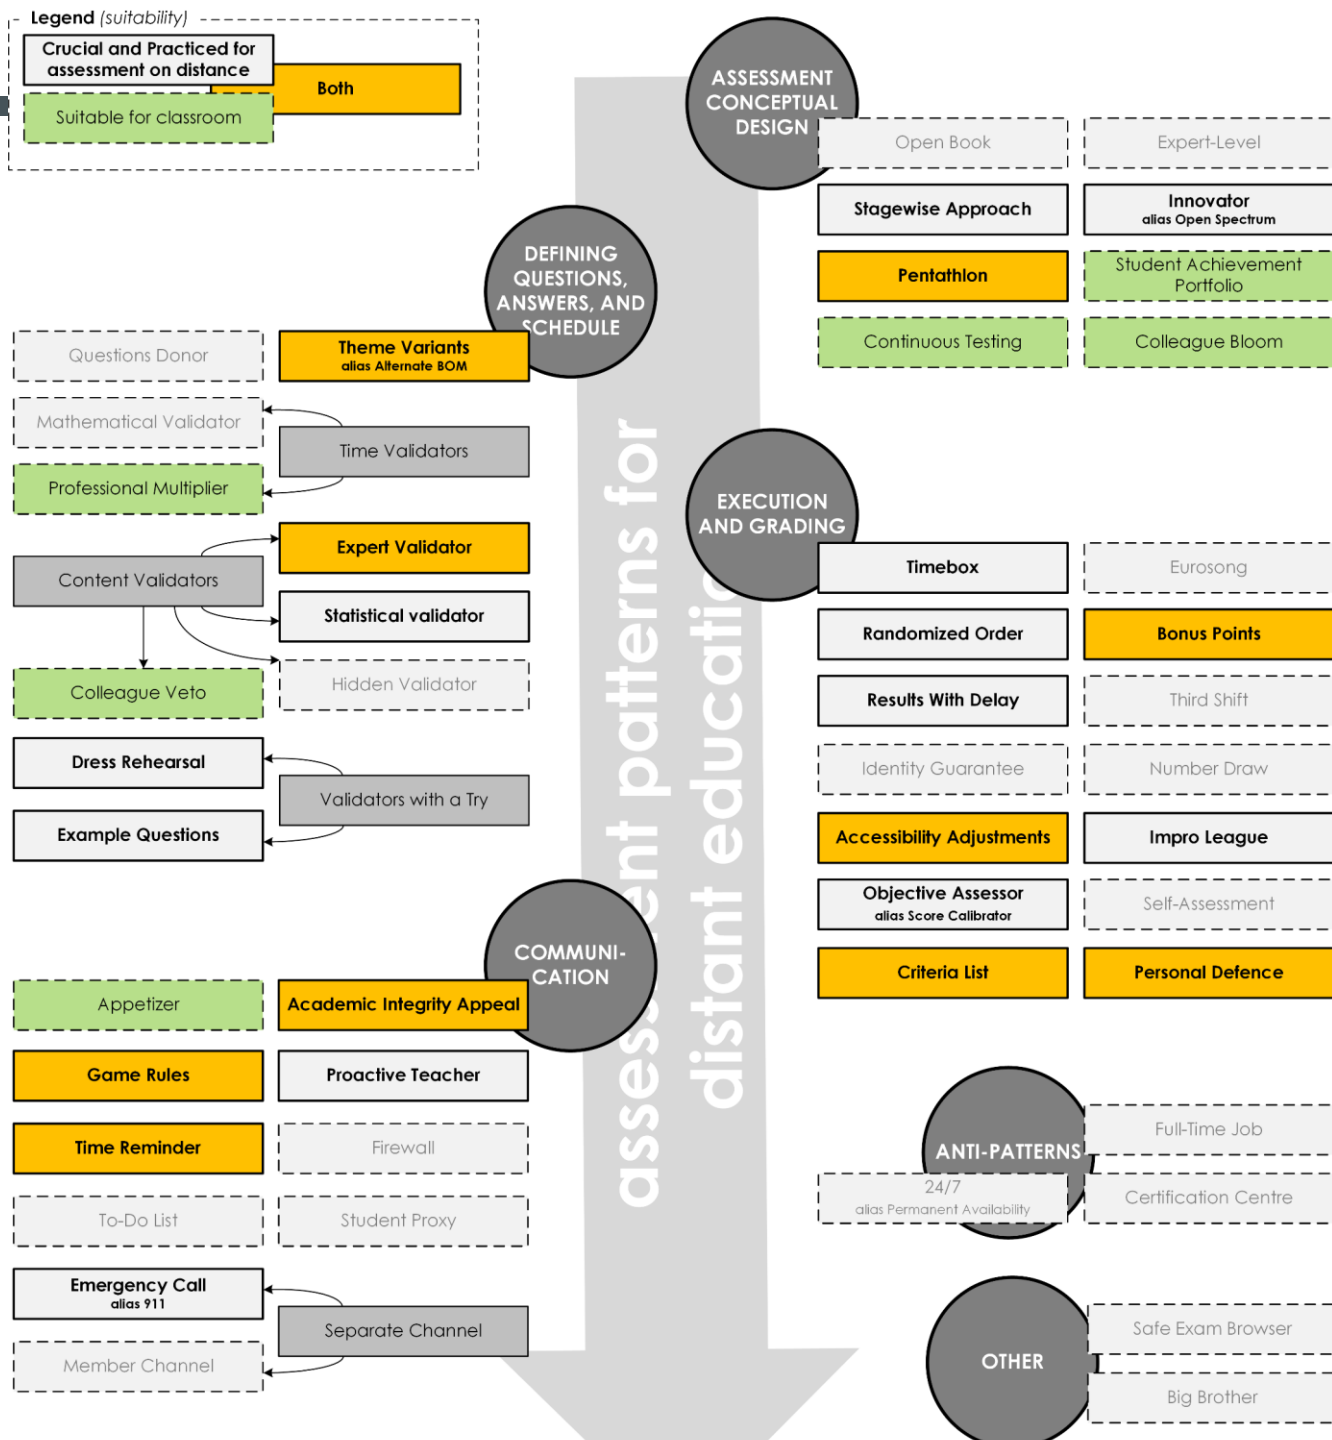 Legend (suitability)
Crucial and Practiced for
assessment on distance
Both
Suitable for classroom
ASSESSMENT
CONCEPTUAL
DESIGN
Open Book
Expert-Level
Stagewise Approach
Innovator
alias Open Spectrum
Pentathlon
Student Achievement
Portfolio
Continuous Testing
Colleague Bloom
DEFINING
QUESTIONS,
ANSWERS, AND
SCHEDULE
Questions Donor
Theme Variants
alias Alternate BOM
Mathematical Validator
Time Validators
Professional Multiplier
Expert Validator
Content Validators
Statistical validator
Hidden Validator
Colleague Veto
Dress Rehearsal
Validators with a Try
Example Questions
assessment patterns for
distant education
EXECUTION
AND GRADING
Timebox
Eurosong
Randomized Order
Bonus Points
Results With Delay
Third Shift
Identity Guarantee
Number Draw
Accessibility Adjustments
Impro League
Objective Assessor
alias Score Calibrator
Self-Assessment
Criteria List
Personal Defence
COMMUNI-
CATION
Appetizer
Academic Integrity Appeal
Game Rules
Proactive Teacher
Time Reminder
Firewall
To-Do List
Student Proxy
Emergency Call
alias 911
Separate Channel
Member Channel
ANTI-PATTERNS
Full-Time Job
24/7
alias Permanent Availability
Certification Centre
OTHER
Safe Exam Browser
Big Brother